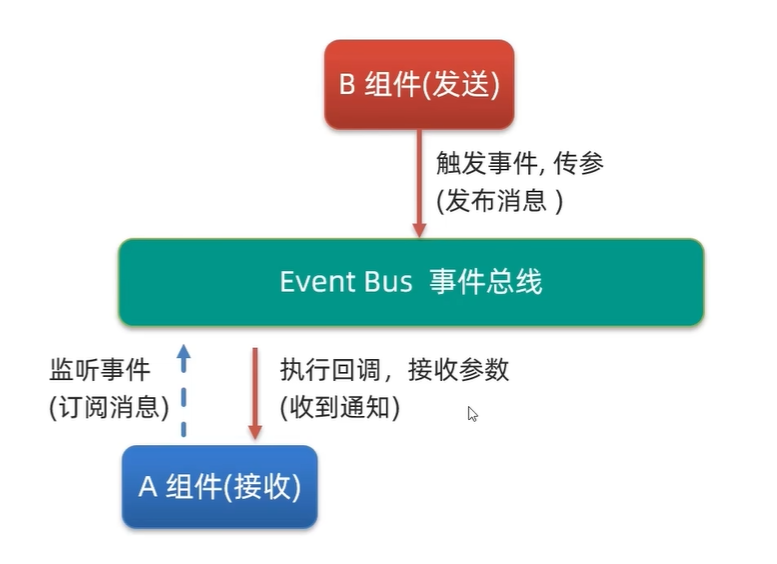 B 组件(发送)
触发事件, 传参
(发布消息 )
Event Bus 事件总线
监听事件
(订阅消息)
执行回调，接收参数
(收到通知)
A 组件(接收)